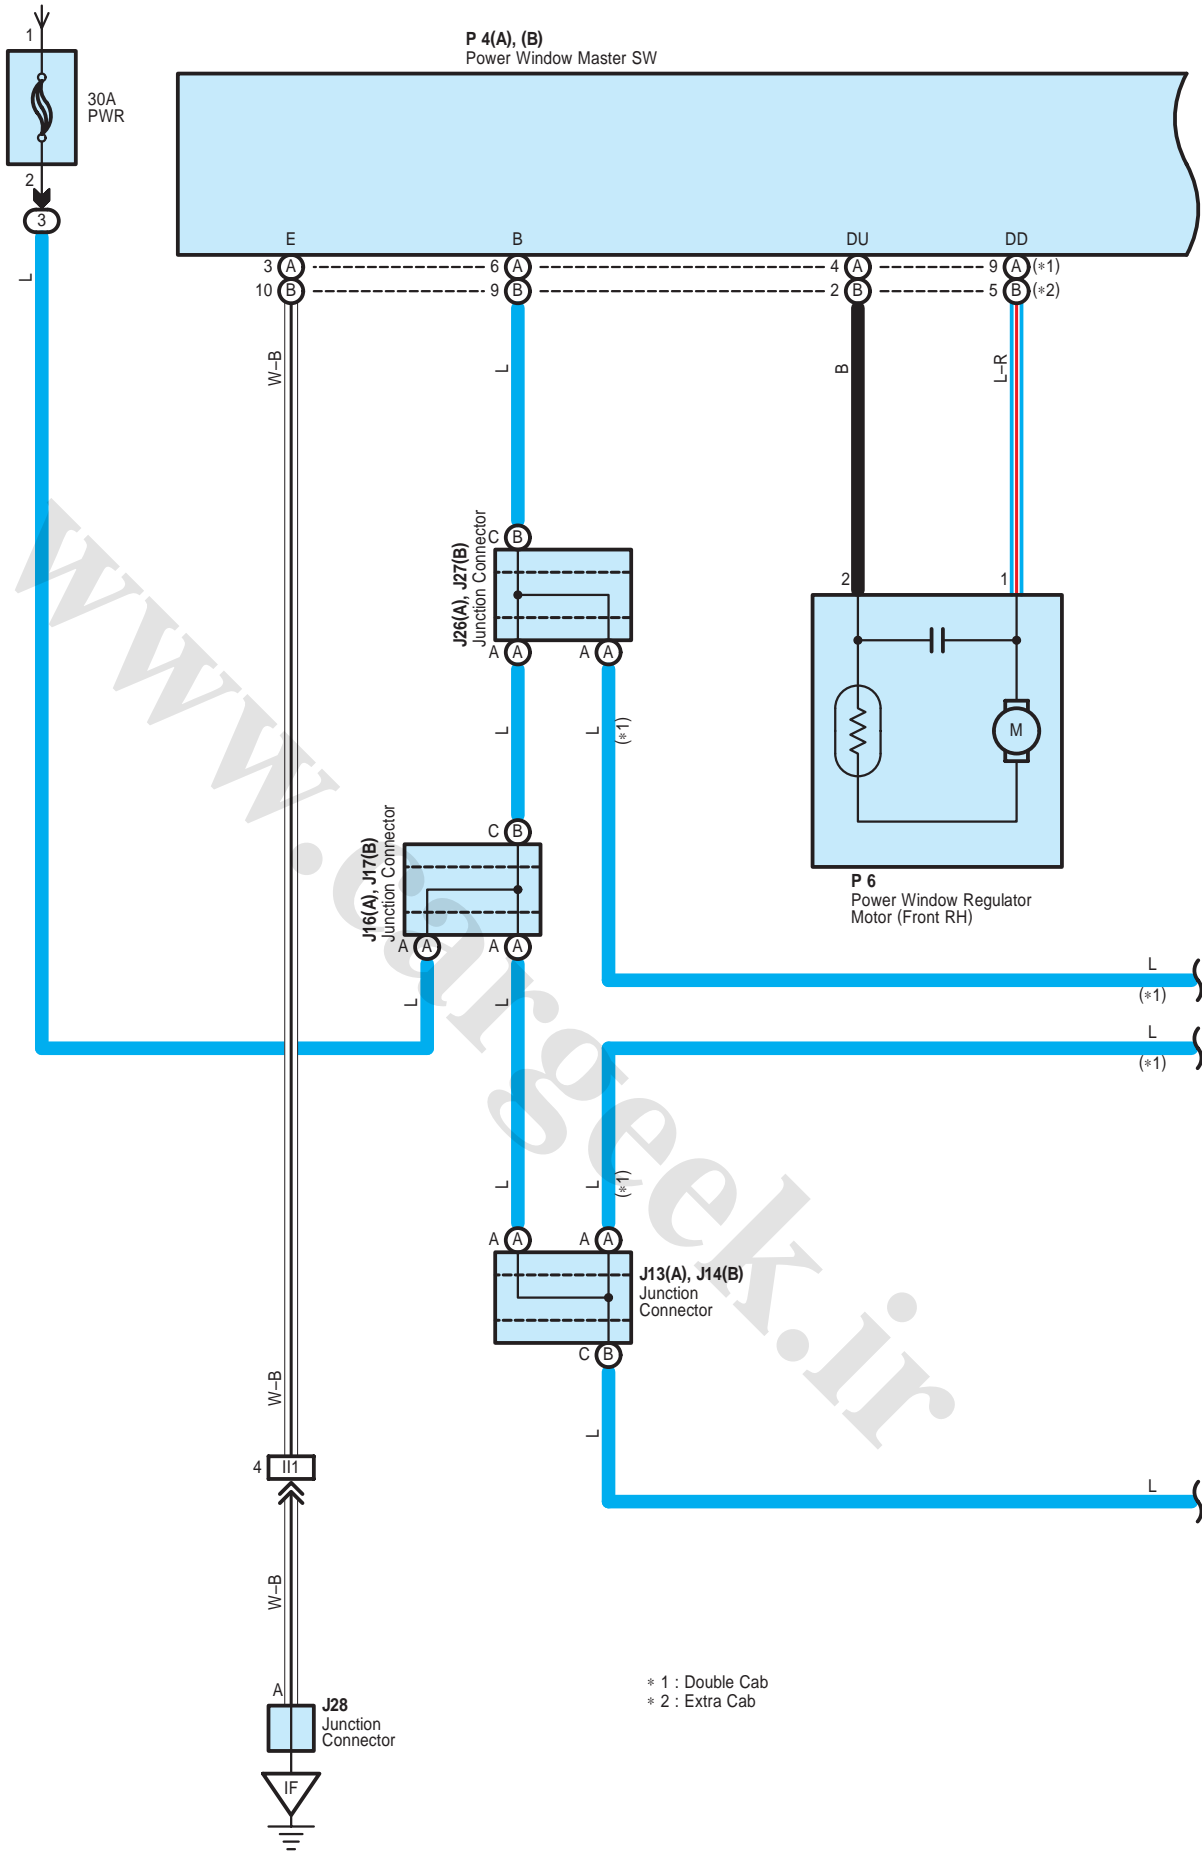 1
30A
PWR
2
3
L
P 4(A), (B)
Power Window Master SW
E
B
DU
DD
3 A
6 A
4 A
9 A (*1)
10 B
9 B
2 B
5 B (*2)
W–B
L
B
L–R
C B
J26(A), J27(B)
Junction Connector
A A
A A
L
L
(*1)
2
1
M
P 6
Power Window Regulator
Motor (Front RH)
C B
J16(A), J17(B)
Junction Connector
A A
A A
L
L
L
(*1)
L
(*1)
L
L
(*1)
A A
A A
J13(A), J14(B)
Junction
Connector
C B
L
L
W–B
4 II1
W–B
A
J28
Junction
Connector
IF
* 1 : Double Cab
* 2 : Extra Cab
www.cargeek.ir